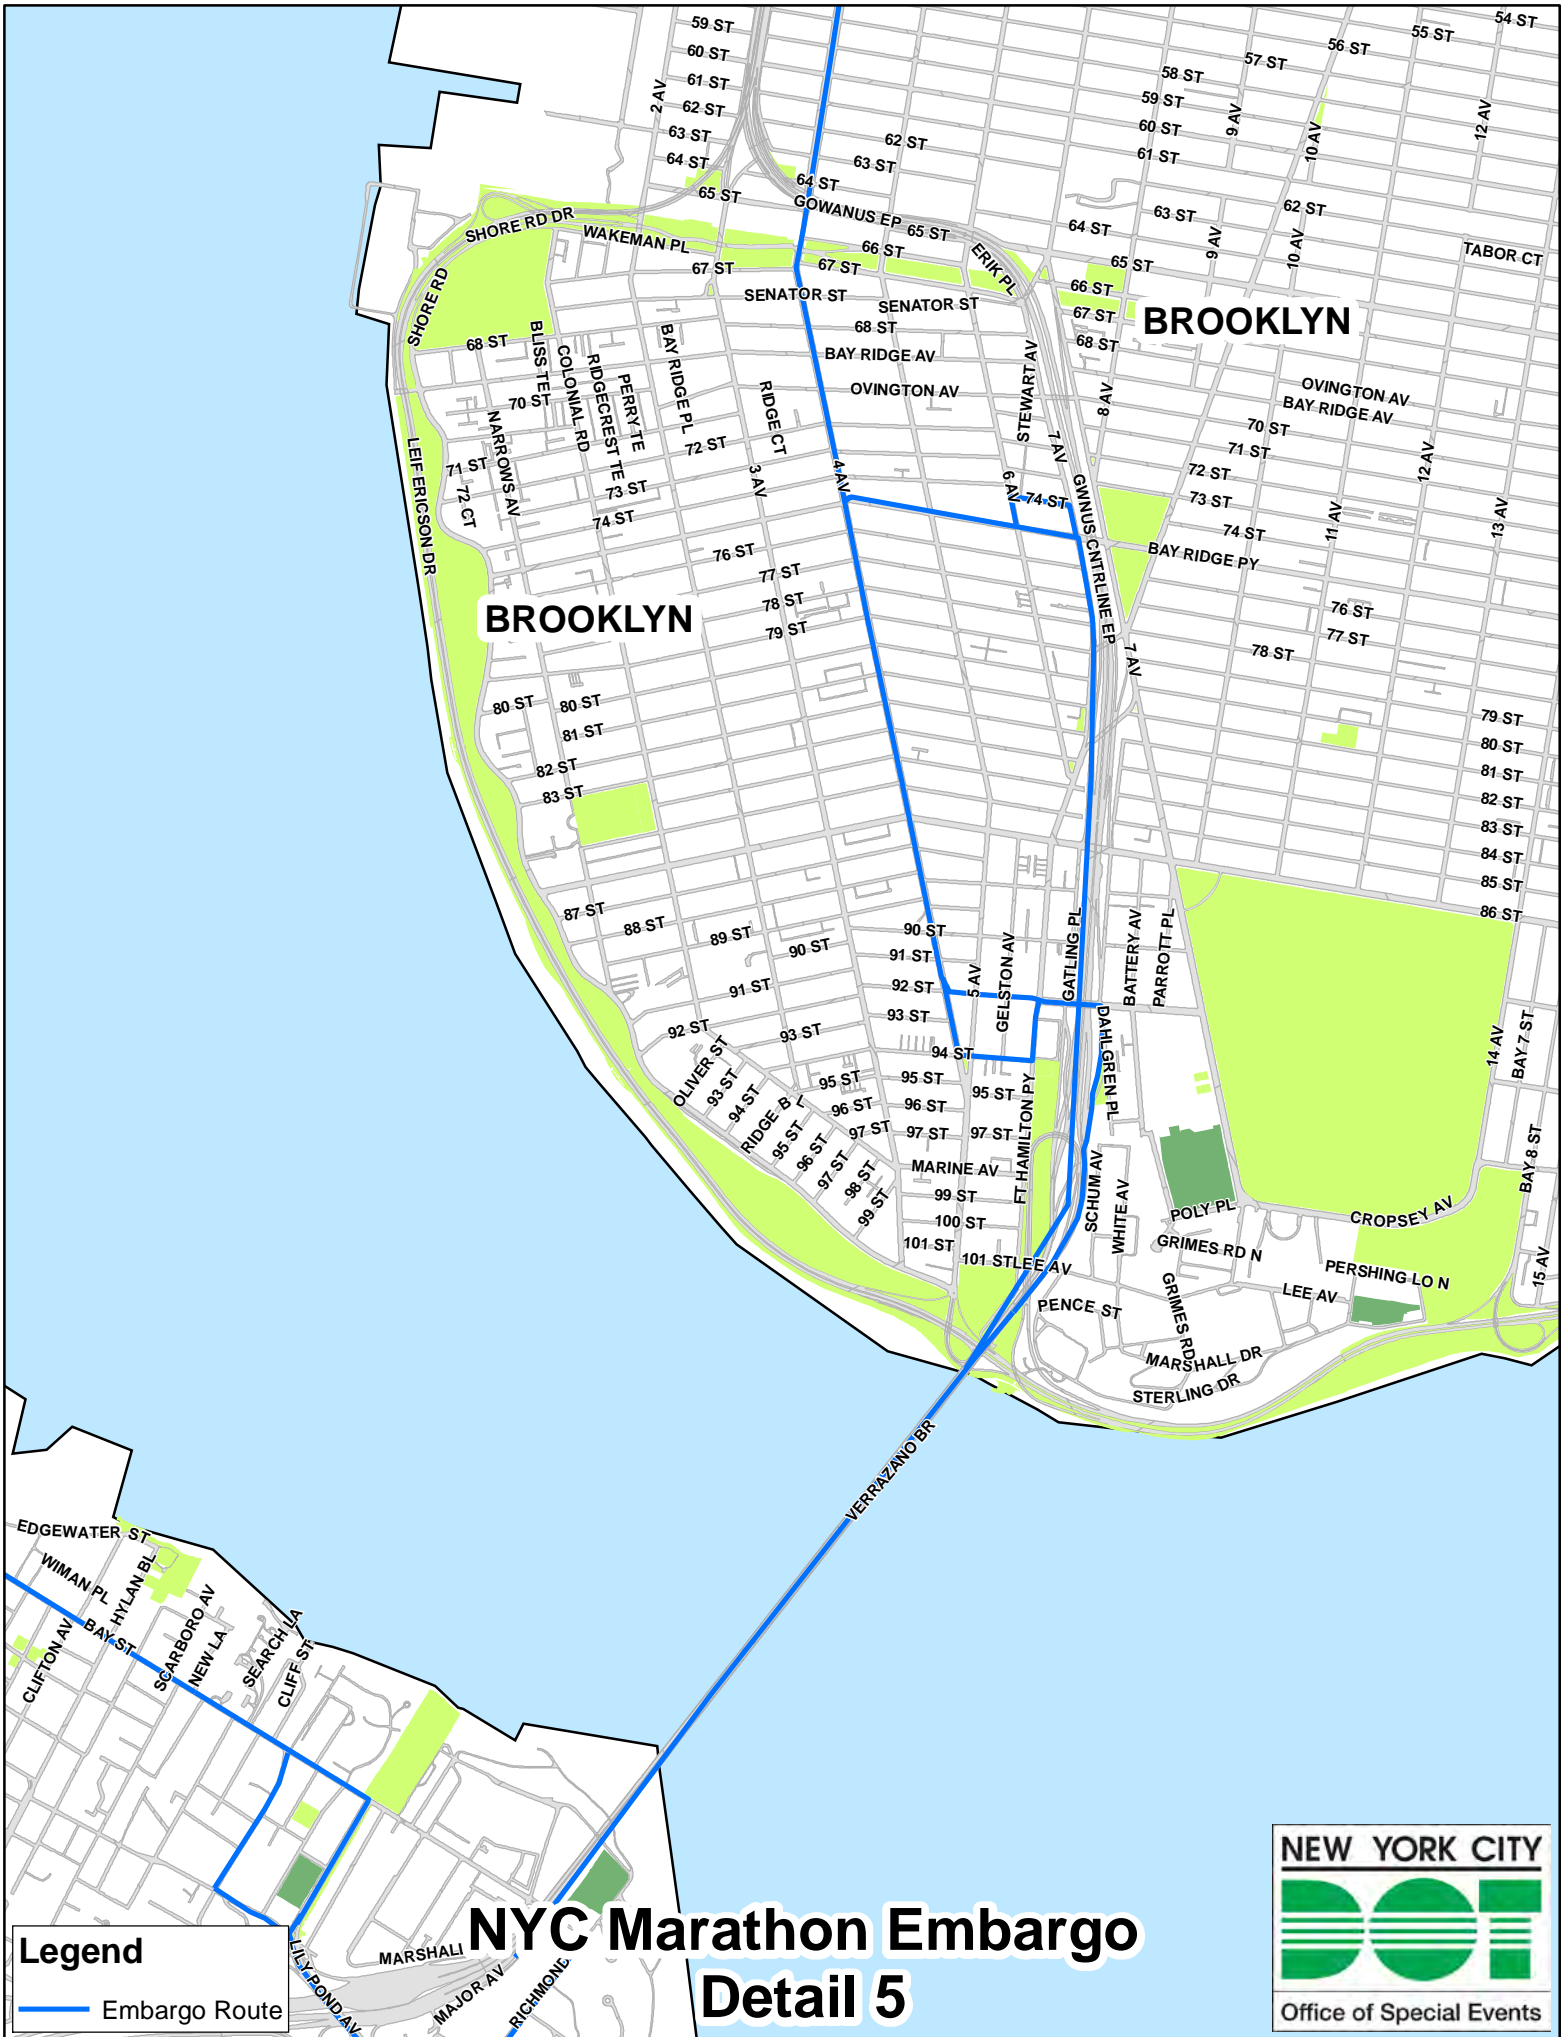 59 ST
60 ST
61 ST
62 ST
63 ST
64 ST
65 ST
2 AV
54 ST
55 ST
56 ST
57 ST
58 ST
59 ST
60 ST
61 ST
9 AV
10 AV
12 AV
62 ST
63 ST
64 ST
GOWANUS EP
65 ST
66 ST
67 ST
ERIK PL
SHORE RD DR
WAKEMAN PL
67 ST
SHORE RD
62 ST
63 ST
64 ST
9 AV
10 AV
65 ST
66 ST
67 ST
68 ST
TABOR CT
BROOKLYN
SENATOR ST
SENATOR ST
68 ST
BAY RIDGE AV
OVINGTON AV
68 ST
BLISS TE
COLONIAL RD
RIDGECREST TE
PERRY TE
BAY RIDGE PL
RIDGE CT
STEWART AV
7 AV
8 AV
OVINGTON AV
BAY RIDGE AV
70 ST
71 ST
72 ST
73 ST
74 ST
BAY RIDGE PY
12 AV
11 AV
13 AV
70 ST
NARROWS AV
71 ST
72 CT
72 ST
73 ST
74 ST
3 AV
4 AV
6 AV
74 ST
GWNUS CNTRLINE EP
LEIF ERICSON DR
76 ST
77 ST
78 ST
79 ST
BROOKLYN
76 ST
77 ST
78 ST
7 AV
80 ST
80 ST
81 ST
82 ST
83 ST
79 ST
80 ST
81 ST
82 ST
83 ST
84 ST
85 ST
86 ST
87 ST
88 ST
89 ST
90 ST
91 ST
92 ST
93 ST
90 ST
91 ST
92 ST
93 ST
94 ST
5 AV
GELSTON AV
GATLING PL
BATTERY AV
PARROTT PL
DAHLGREN PL
14 AV
BAY 7 ST
BAY 8 ST
15 AV
OLIVER ST
93 ST
94 ST
RIDGE BL
95 ST
96 ST
97 ST
98 ST
99 ST
95 ST
96 ST
97 ST
95 ST
96 ST
97 ST
95 ST
97 ST
MARINE AV
99 ST
100 ST
101 ST
101 ST
LEE AV
FT HAMILTON PY
SCHUM AV
WHITE AV
POLY PL
GRIMES RD N
CROPSEY AV
PERSHING LO N
LEE AV
PENCE ST
GRIMES RD
MARSHALL DR
STERLING DR
VERRAZANO BR
EDGEWATER ST
WIMAN PL
HYLAN BL
BAY ST
CLIFTON AV
SCARBORO AV
NEW LA
SEARCH LA
CLIFF ST
LILY POND AV
MARSHALL
MAJOR AV
RICHMOND
NYC Marathon Embargo
Detail 5
Legend
Embargo Route
NEW YORK CITY
DOT
Office of Special Events